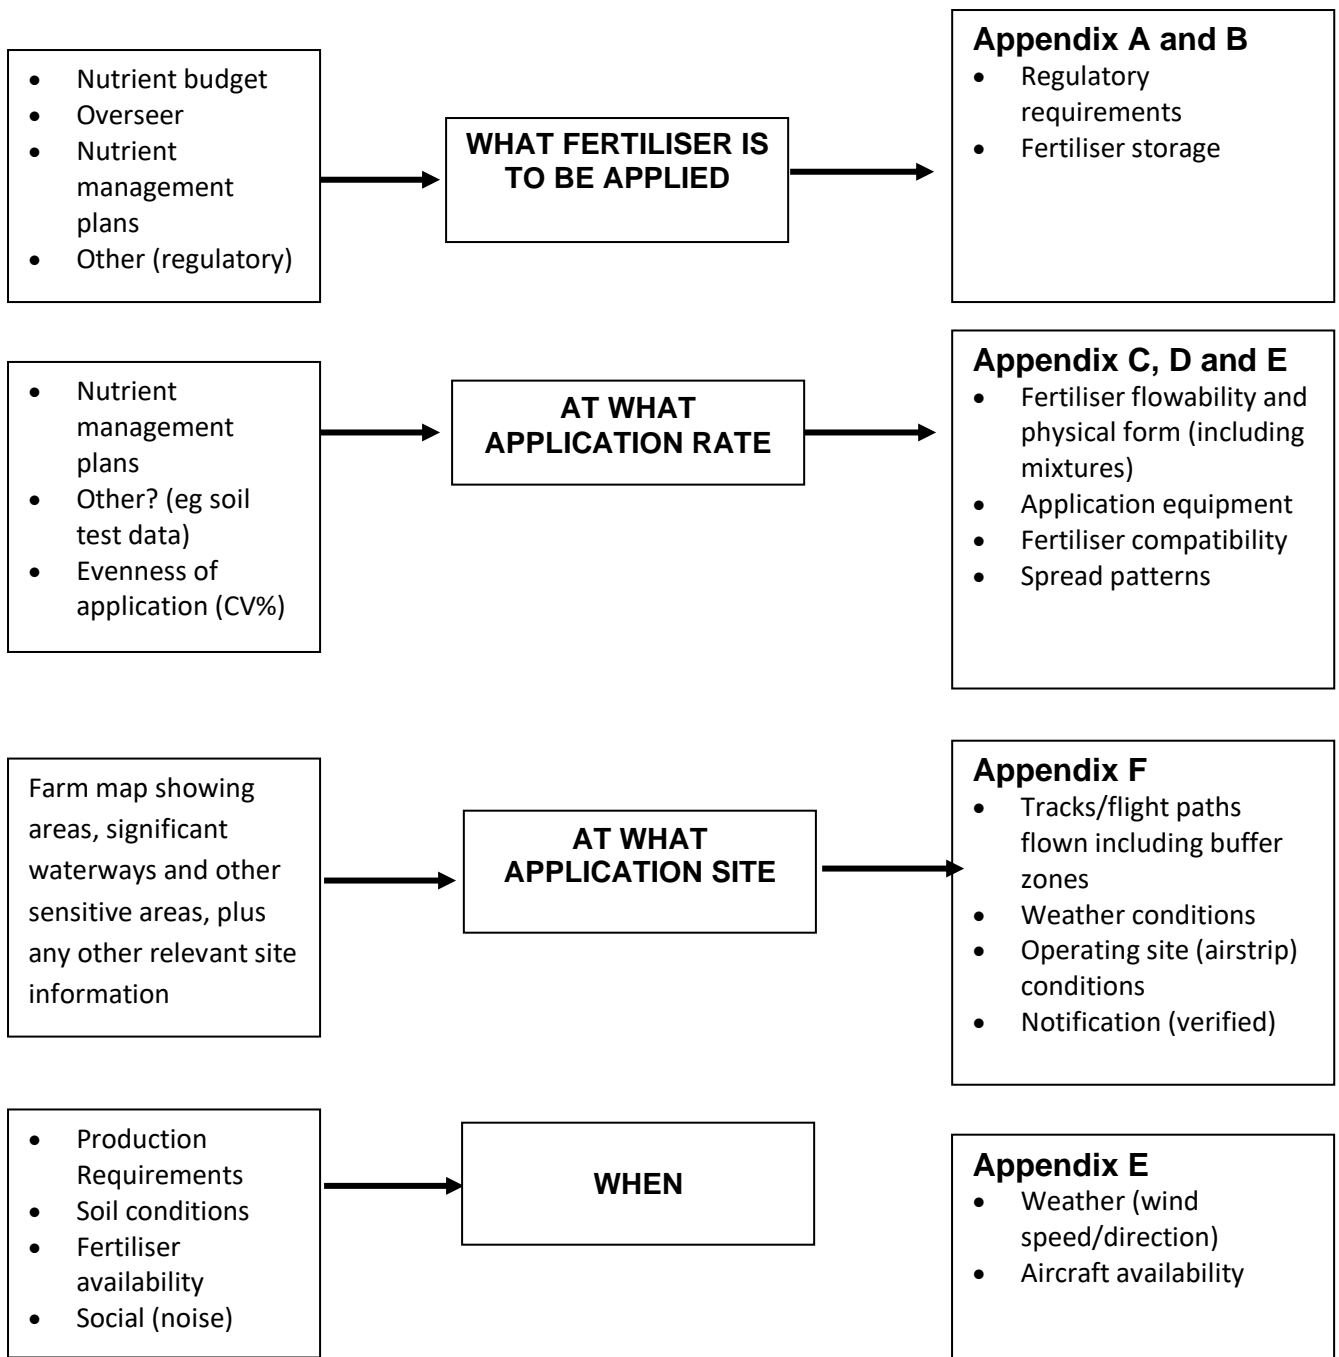 • Nutrient budget
• Overseer
• Nutrient
management
plans
• Other (regulatory)
WHAT FERTILISER IS
TO BE APPLIED
Appendix A and B
• Regulatory
requirements
• Fertiliser storage
• Nutrient
management
plans
• Other? (eg soil
test data)
• Evenness of
application (CV%)
AT WHAT
APPLICATION RATE
Appendix C, D and E
• Fertiliser flowability and
physical form (including
mixtures)
• Application equipment
• Fertiliser compatibility
• Spread patterns
Farm map showing
areas, significant
waterways and other
sensitive areas, plus
any other relevant site
information
AT WHAT
APPLICATION SITE
Appendix F
• Tracks/flight paths
flown including buffer
zones
• Weather conditions
• Operating site (airstrip)
conditions
• Notification (verified)
• Production
Requirements
• Soil conditions
• Fertiliser
availability
• Social (noise)
WHEN
Appendix E
• Weather (wind
speed/direction)
• Aircraft availability